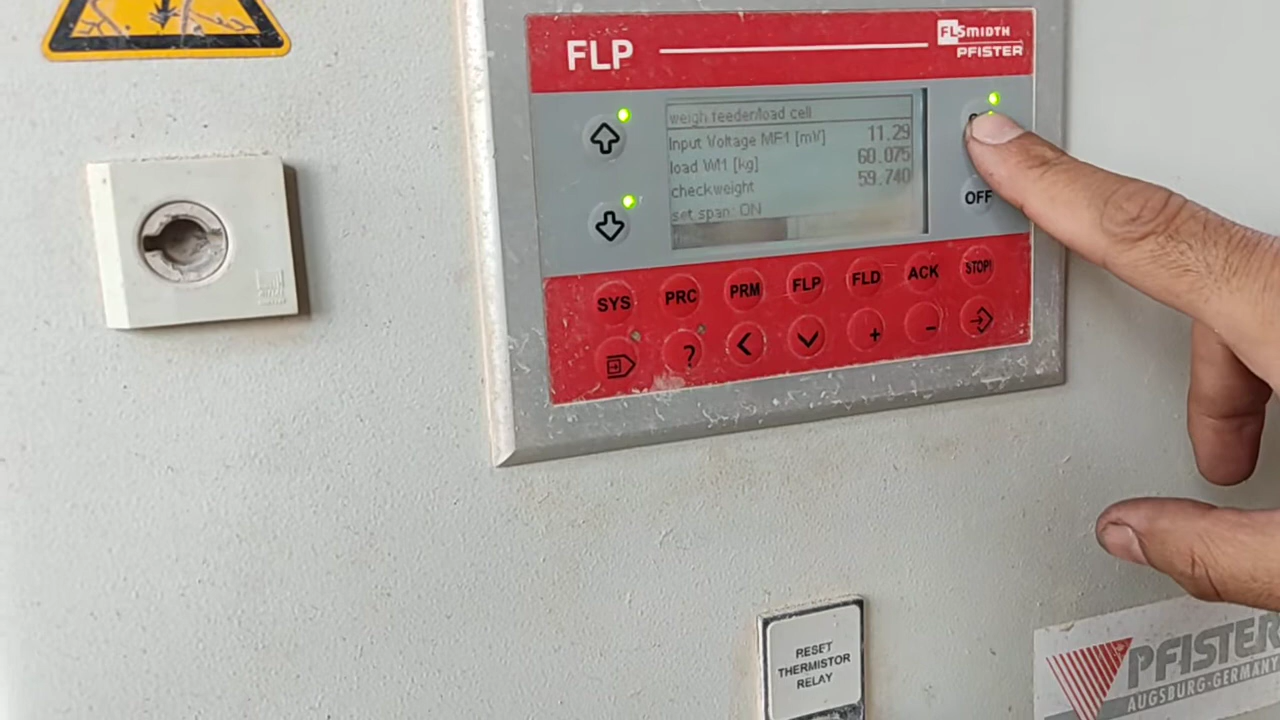 FLP
FLSMIDTH
PFISTER
weigh feeder/load cell
Input Voltage MF1 [mV] 11.29
load WI1 [kg] 60.075
checkweight 59.740
set span: ON
OFF
SYS PRC PRM FLP FLD ACK STOP!
? < + -
RESET
THERMISTOR
RELAY
PFISTER
AUGSBURG·GERMANY